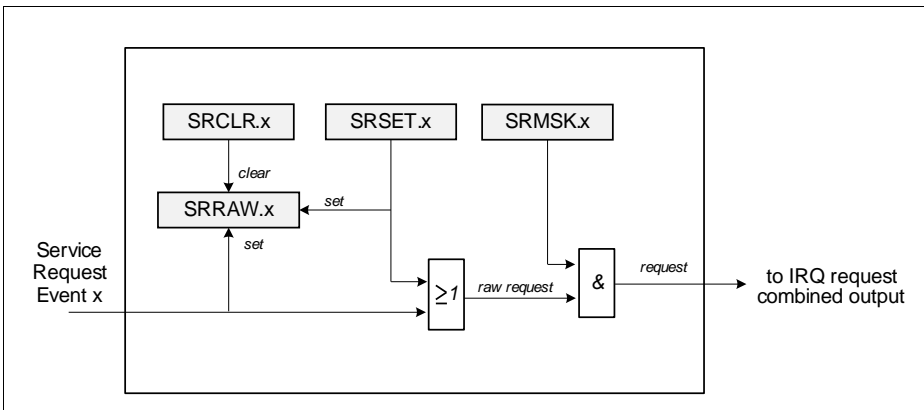 SRCLR.x
SRSET.x
SRMSK.x
clear
SRRAW.x
set
set
Service
Request
Event x
≥1
raw request
&
request
to IRQ request
combined output